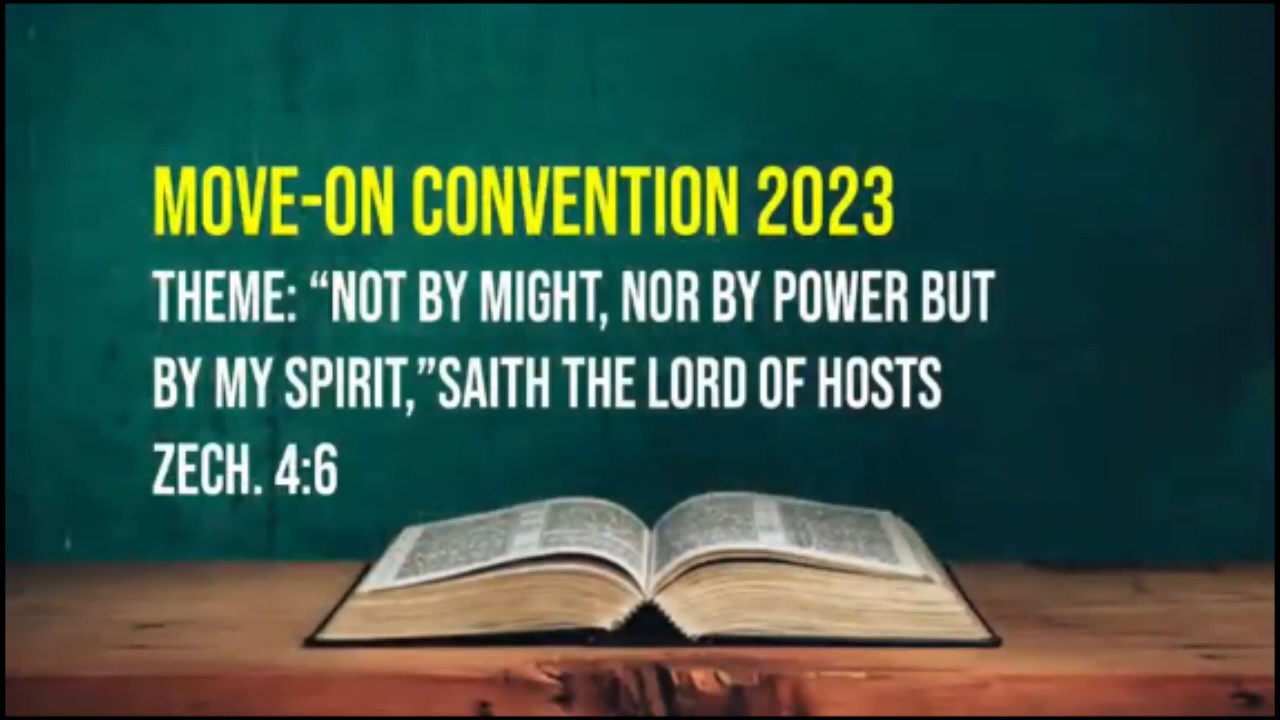 MOVE-ON CONVENTION 2023
THEME: “NOT BY MIGHT, NOR BY POWER BUT
BY MY SPIRIT,”SAITH THE LORD OF HOSTS
ZECH. 4:6